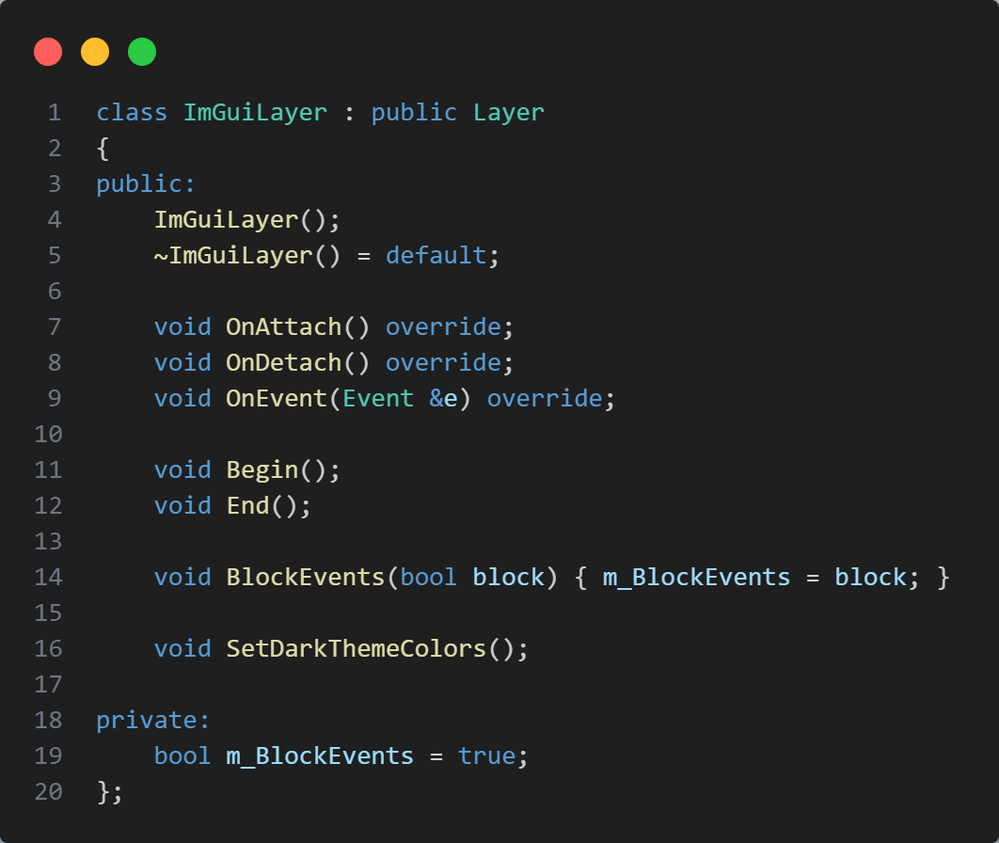 1 class ImGuiLayer : public Layer
2 {
3 public:
4     ImGuiLayer();
5     ~ImGuiLayer() = default;
6
7     void OnAttach() override;
8     void OnDetach() override;
9     void OnEvent(Event &e) override;
10
11     void Begin();
12     void End();
13
14     void BlockEvents(bool block) { m_BlockEvents = block; }
15
16     void SetDarkThemeColors();
17
18 private:
19     bool m_BlockEvents = true;
20 };